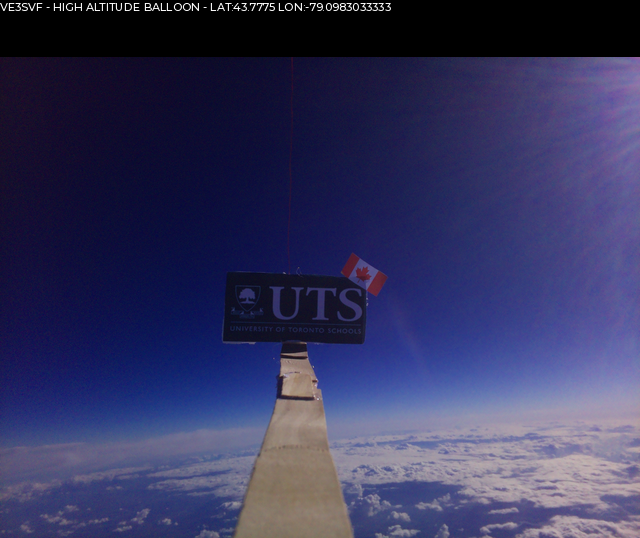 VE3SVF - HIGH ALTITUDE BALLOON - LAT:43.7775 LON:-79.0983033333
UTS
UNIVERSITY OF TORONTO SCHOOLS